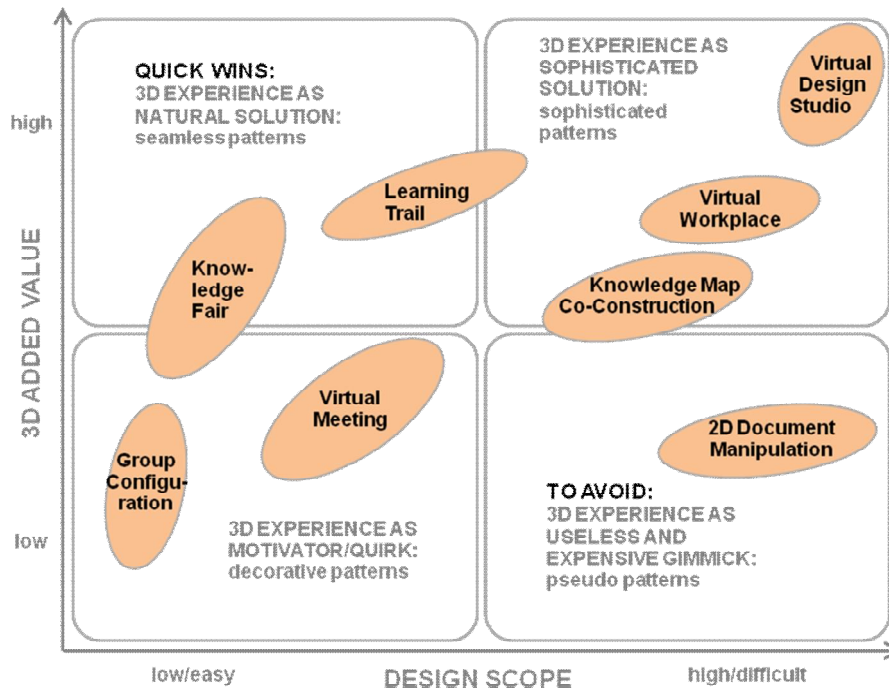 QUICK WINS:
3D EXPERIENCE AS
NATURAL SOLUTION:
seamless patterns
3D EXPERIENCE AS
SOPHISTICATED
SOLUTION:
sophisticated
patterns
Virtual
Design
Studio
high
Learning
Trail
Virtual
Workplace
Know-
ledge
Fair
Knowledge Map
Co-Construction
3D ADDED VALUE
Virtual
Meeting
2D Document
Manipulation
Group
Configu-
ration
low
3D EXPERIENCE AS
MOTIVATOR/QUIRK:
decorative patterns
TO AVOID:
3D EXPERIENCE AS
USELESS AND
EXPENSIVE GIMMICK:
pseudo patterns
low/easy
DESIGN SCOPE
high/difficult